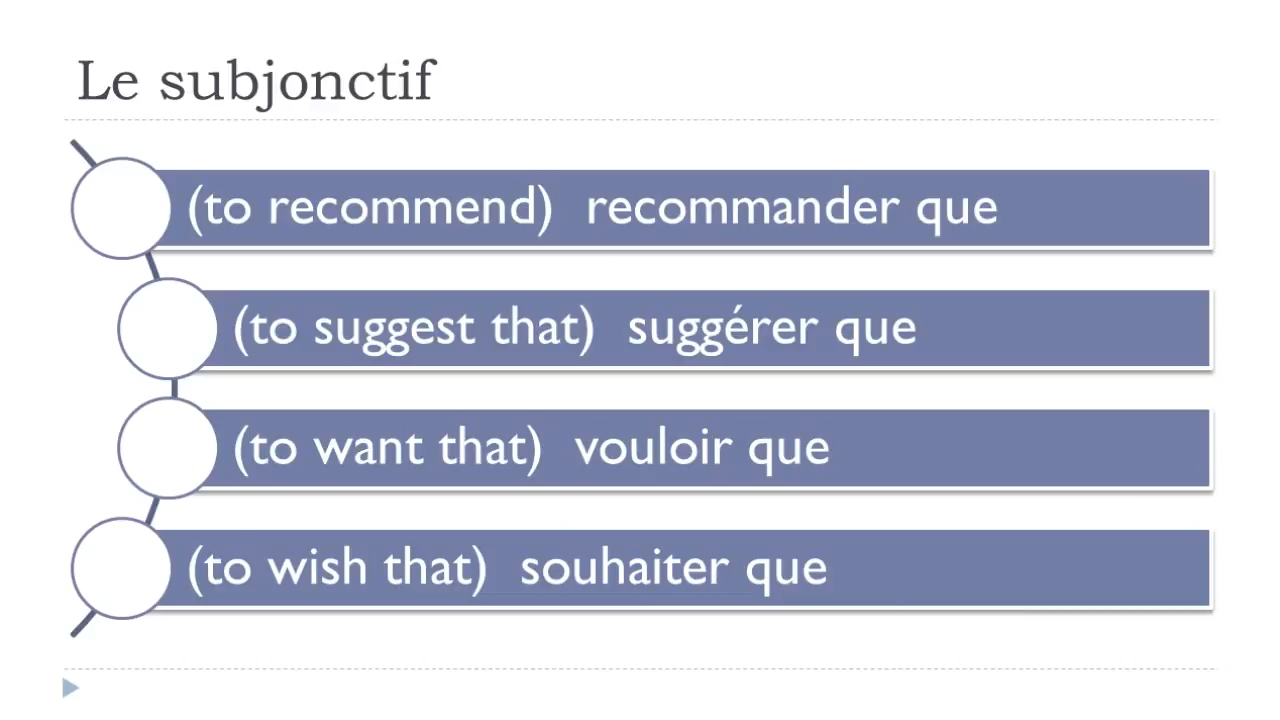 Le subjonctif
(to recommend) recommander que
(to suggest that) suggérer que
(to want that) vouloir que
(to wish that) souhaiter que